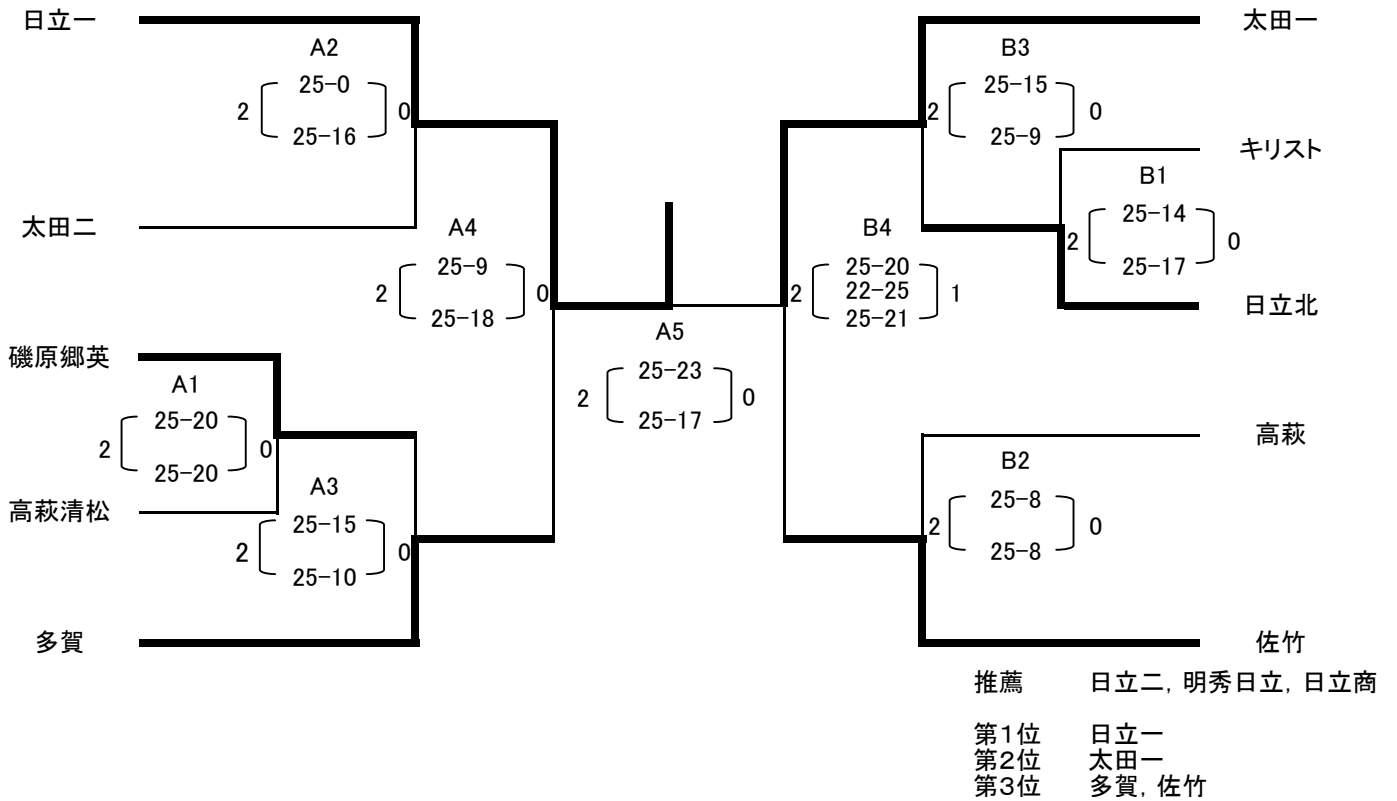 日立一 太田一
A2 B3
25-0 25-15
2 0 2 0
25-16 25-9
キリスト
B1
太田二 A4 B4 25-14
2 0
25-9 25-20 25-17
2 0 2 22-25 1
25-18 25-21 日立北
A5
磯原郷英 25-23
A1 2 0
25-20 25-17
2 0 高萩
25-20 B2
A3 25-8
高萩清松 25-15 2 0
2 0 25-8
25-10
多賀 佐竹
推薦 日立二, 明秀日立, 日立商
第1位 日立一
第2位 太田一
第3位 多賀, 佐竹